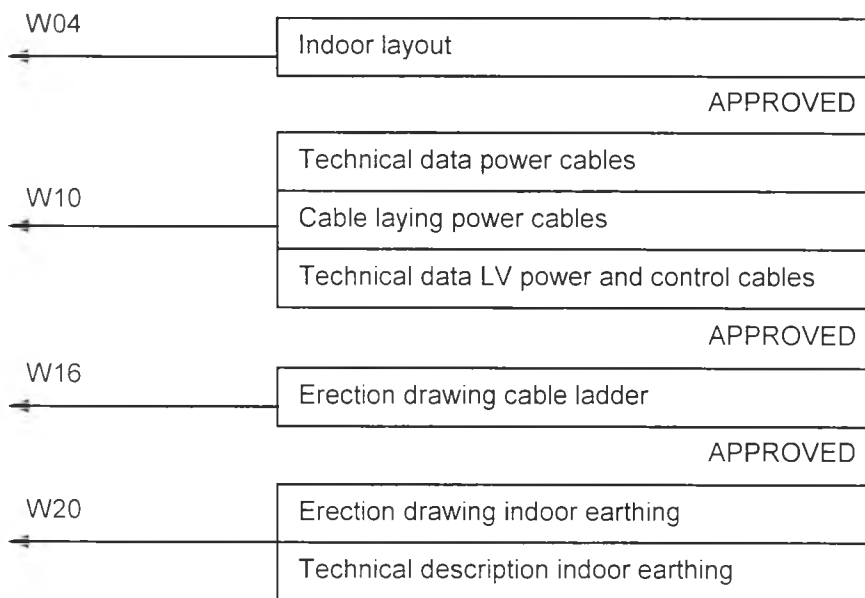 W04
Indoor layout
APPROVED
Technical data power cables
W10
Cable laying power cables
Technical data LV power and control cables
APPROVED
W16
Erection drawing cable ladder
APPROVED
W20
Erection drawing indoor earthing
Technical description indoor earthing